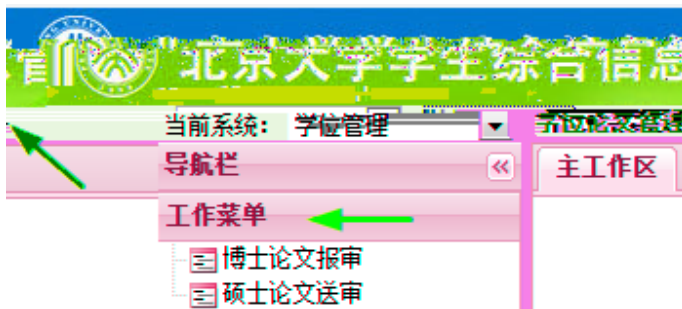 北京大学学生综合信息
当前系统： 学位管理
导航栏
主工作区
工作菜单
博士论文报审
硕士论文送审